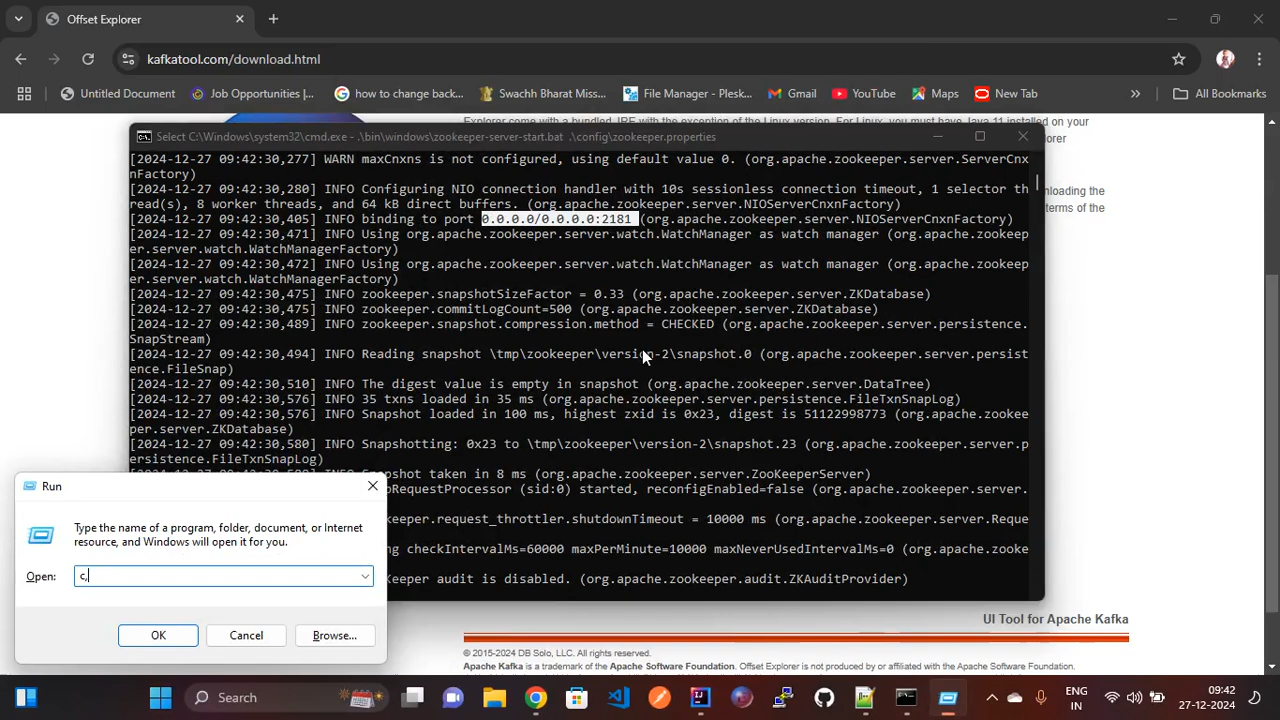 Offset Explorer
kafkatool.com/download.html
Untitled Document
Job Opportunities |...
how to change back...
Swachh Bharat Miss...
File Manager - Plesk...
Gmail
YouTube
New Tab
All Bookmarks
Select C:\Windows\system32\cmd.exe - .\bin\windows\zookeeper-server-start.bat .\config\zookeeper.properties
[2024-12-27 09:42:30,277] WARN maxCnxns is not configured, using default value 0. (org.apache.zookeeper.server.ServerCnx
nFactory)
[2024-12-27 09:42:30,280] INFO Configuring NIO connection handler with 10s sessionless connection timeout, 1 selector th
read(s), 8 worker threads, and 64 kB direct buffers. (org.apache.zookeeper.server.NIOServerCnxnFactory)
[2024-12-27 09:42:30,405] INFO binding to port 0.0.0.0/0.0.0.0:2181 (org.apache.zookeeper.server.NIOServerCnxnFactory)
[2024-12-27 09:42:30,471] INFO Using org.apache.zookeeper.server.watch.WatchManager as watch manager (org.apache.zookeep
er.server.watch.WatchManagerFactory)
[2024-12-27 09:42:30,472] INFO Using org.apache.zookeeper.server.watch.WatchManager as watch manager (org.apache.zookeep
er.server.watch.WatchManagerFactory)
[2024-12-27 09:42:30,475] INFO zookeeper.snapshotSizeFactor = 0.33 (org.apache.zookeeper.server.ZKDatabase)
[2024-12-27 09:42:30,475] INFO zookeeper.commitLogCount=500 (org.apache.zookeeper.server.ZKDatabase)
[2024-12-27 09:42:30,489] INFO zookeeper.snapshot.compression.method = CHECKED (org.apache.zookeeper.server.persistence.
SnapStream)
[2024-12-27 09:42:30,494] INFO Reading snapshot \tmp\zookeeper\version-2\snapshot.0 (org.apache.zookeeper.server.persist
ence.FileSnap)
[2024-12-27 09:42:30,510] INFO The digest value is empty in snapshot (org.apache.zookeeper.server.DataTree)
[2024-12-27 09:42:30,576] INFO 35 txns loaded in 35 ms (org.apache.zookeeper.server.persistence.FileTxnSnapLog)
[2024-12-27 09:42:30,576] INFO Snapshot loaded in 100 ms, highest zxid is 0x23, digest is 51122998773 (org.apache.zookee
per.server.ZKDatabase)
[2024-12-27 09:42:30,580] INFO Snapshotting: 0x23 to \tmp\zookeeper\version-2\snapshot.23 (org.apache.zookeeper.server.p
ersistence.FileTxnSnapLog)
Snapshot taken in 8 ms (org.apache.zookeeper.server.ZooKeeperServer)
pRequestProcessor (sid:0) started, reconfigEnabled=false (org.apache.zookeeper.server.
keeper.request_throttler.shutdownTimeout = 10000 ms (org.apache.zookeeper.server.Reque
g checkIntervalMs=60000 maxPerMinute=10000 maxNeverUsedIntervalMs=0 (org.apache.zooke
Keeper audit is disabled. (org.apache.zookeeper.audit.ZKAuditProvider)
Run
Type the name of a program, folder, document, or Internet
resource, and Windows will open it for you.
Open:
c,
OK
Cancel
Browse...
loading the
terms of the
UI Tool for Apache Kafka
© 2015-2024 DB Solo, LLC. All rights reserved.
Apache Kafka is a trademark of the Apache Software Foundation. Offset Explorer is not produced by or affiliated with the Apache Software Foundation.
Search
ENG
IN
09:42
27-12-2024